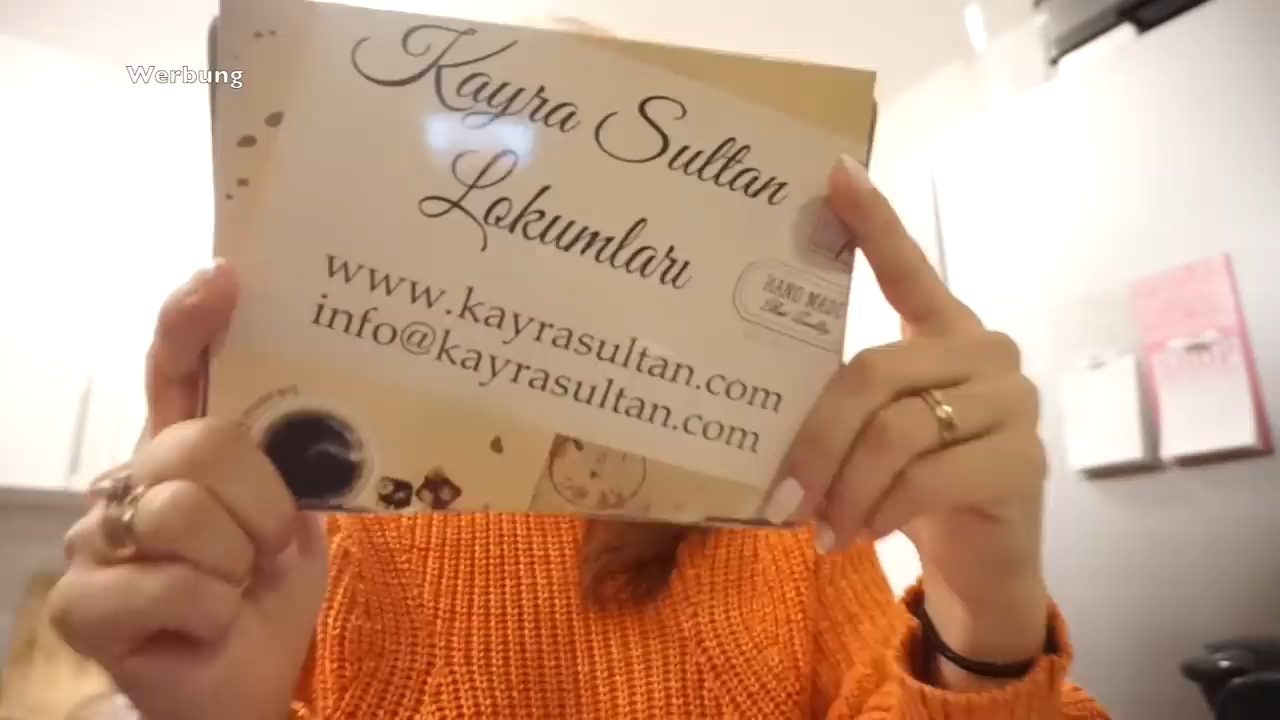 Werbung
Kayra Sultan
Lokumları
HAND MADE
www.kayrasultan.com
info@kayrasultan.com